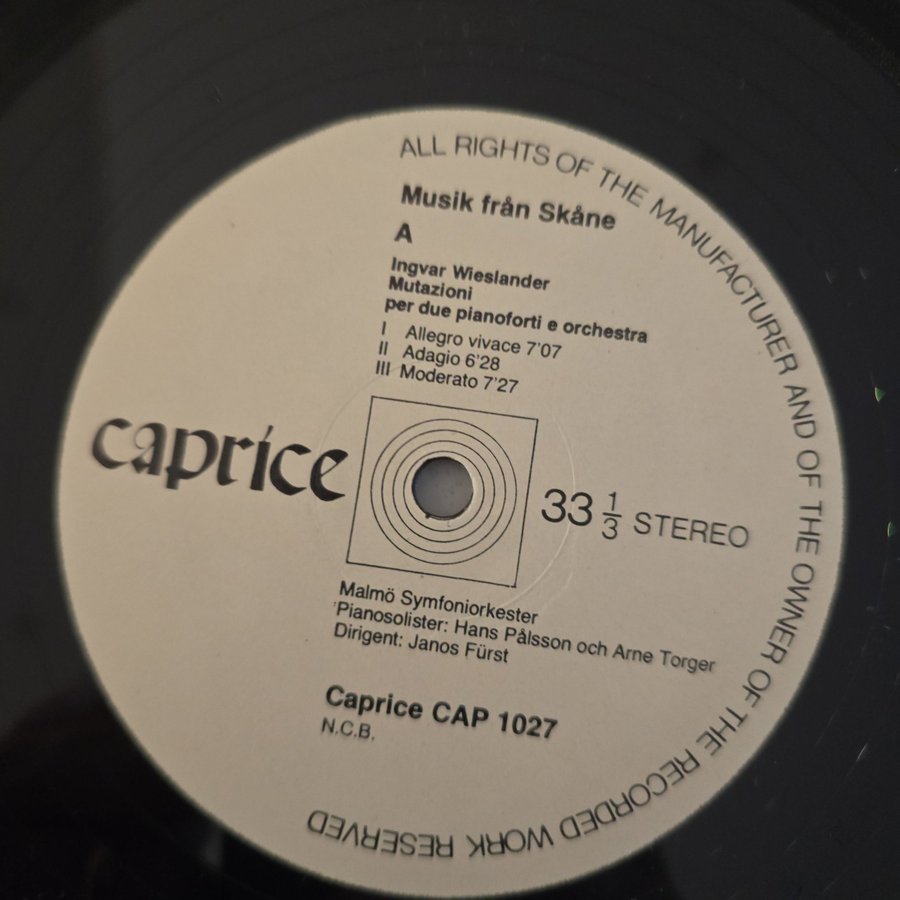 ALL RIGHTS OF THE MANUFACTURER AND OF THE OWNER OF THE RECORDED WORK RESERVED
Musik från Skåne
A
Ingvar Wieslander
Mutazioni
per due pianoforti e orchestra
I Allegro vivace 7'07
II Adagio 6'28
III Moderato 7'27
caprice
33 1/3 STEREO
Malmö Symfoniorkester
Pianosolister: Hans Pålsson och Arne Torger
Dirigent: Janos Fürst
Caprice CAP 1027
N.C.B.